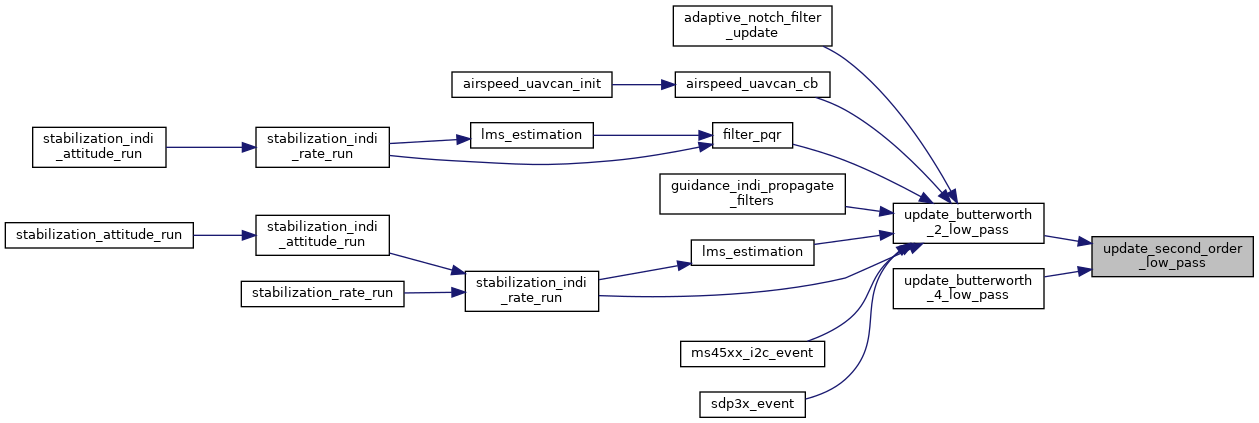 adaptive_notch_filter
_update
airspeed_uavcan_init
airspeed_uavcan_cb
stabilization_indi
_attitude_run
stabilization_indi
_rate_run
lms_estimation
filter_pqr
guidance_indi_propagate
_filters
update_butterworth
_2_low_pass
stabilization_attitude_run
stabilization_indi
_attitude_run
lms_estimation
update_second_order
_low_pass
stabilization_rate_run
stabilization_indi
_rate_run
update_butterworth
_4_low_pass
ms45xx_i2c_event
sdp3x_event